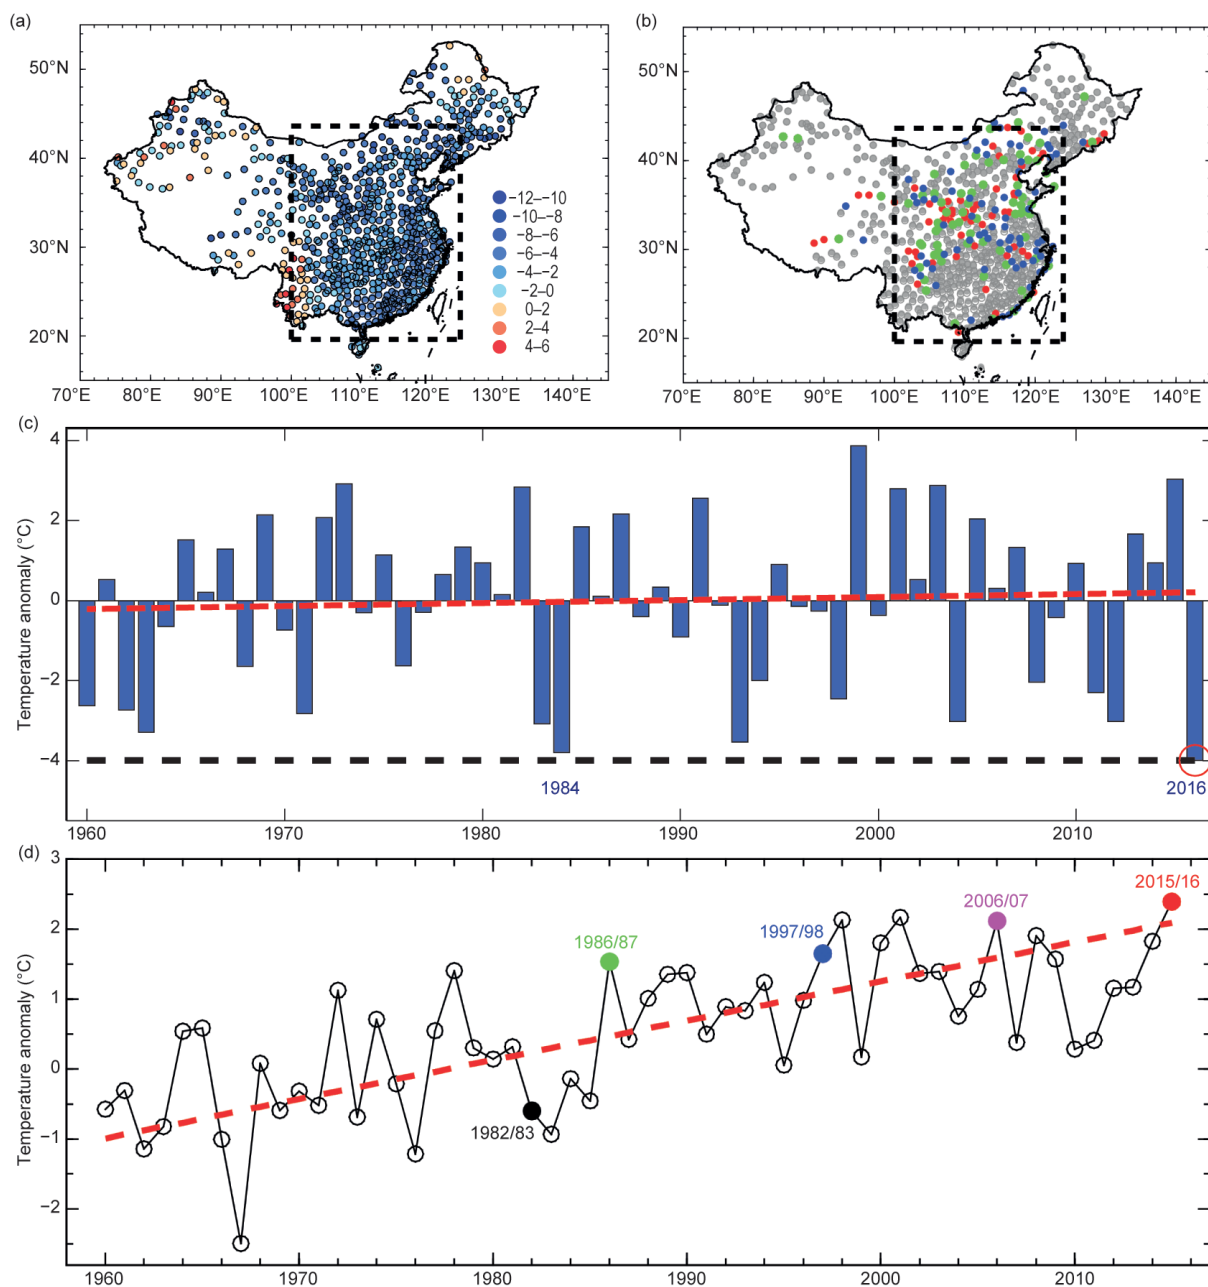 (a)
(b)
50°N
40°N
30°N
20°N
70°E 80°E 90°E 100°E 110°E 120°E 130°E 140°E
−12–−10
−10–−8
−8–−6
−6–−4
−4–−2
−2–0
0–2
2–4
4–6
50°N
40°N
30°N
20°N
70°E 80°E 90°E 100°E 110°E 120°E 130°E 140°E
(c)
Temperature anomaly (°C)
4
2
0
−2
−4
1984
2016
1960 1970 1980 1990 2000 2010
(d)
Temperature anomaly (°C)
3
2
1
0
−1
−2
2015/16
2006/07
1997/98
1986/87
1982/83
1960 1970 1980 1990 2000 2010